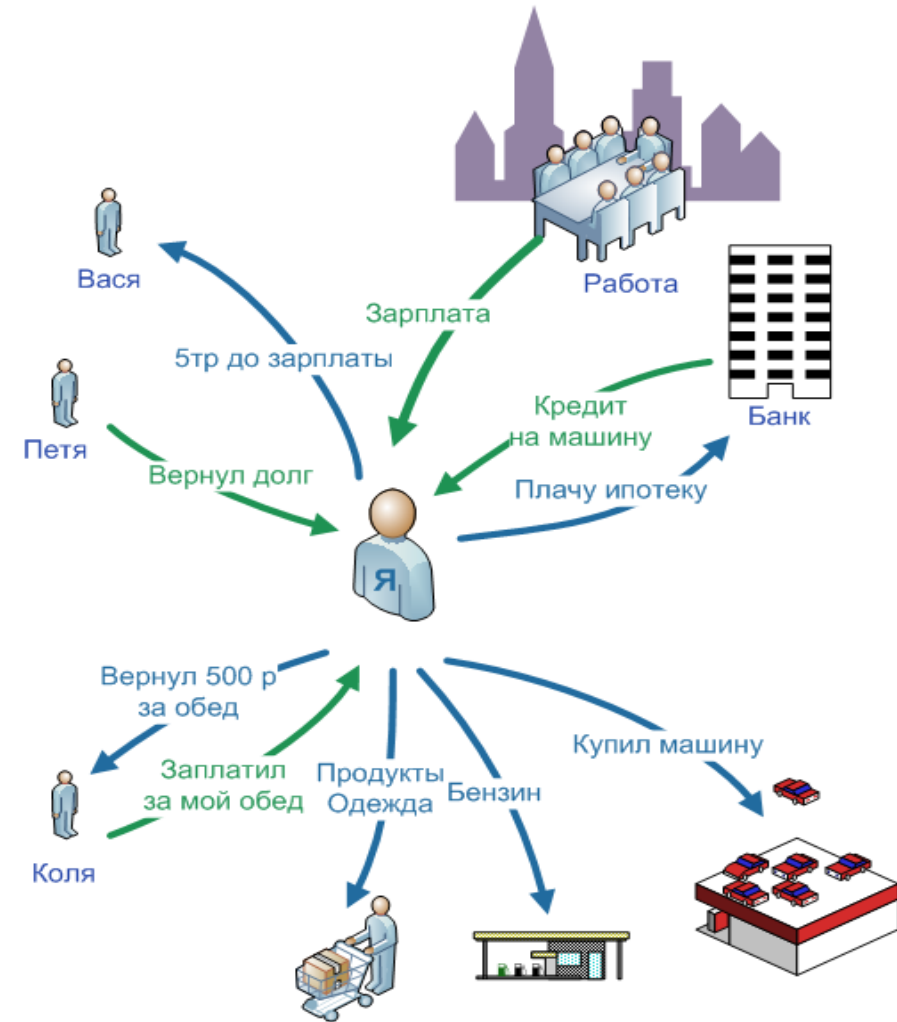 Работа
Вася
Зарплата
5тр до зарплаты
Банк
Кредит
на машину
Петя
Вернул долг
Плачу ипотеку
Я
Вернул 500 р
за обед
Купил машину
Заплатил
за мой обед
Продукты
Одежда
Бензин
Коля